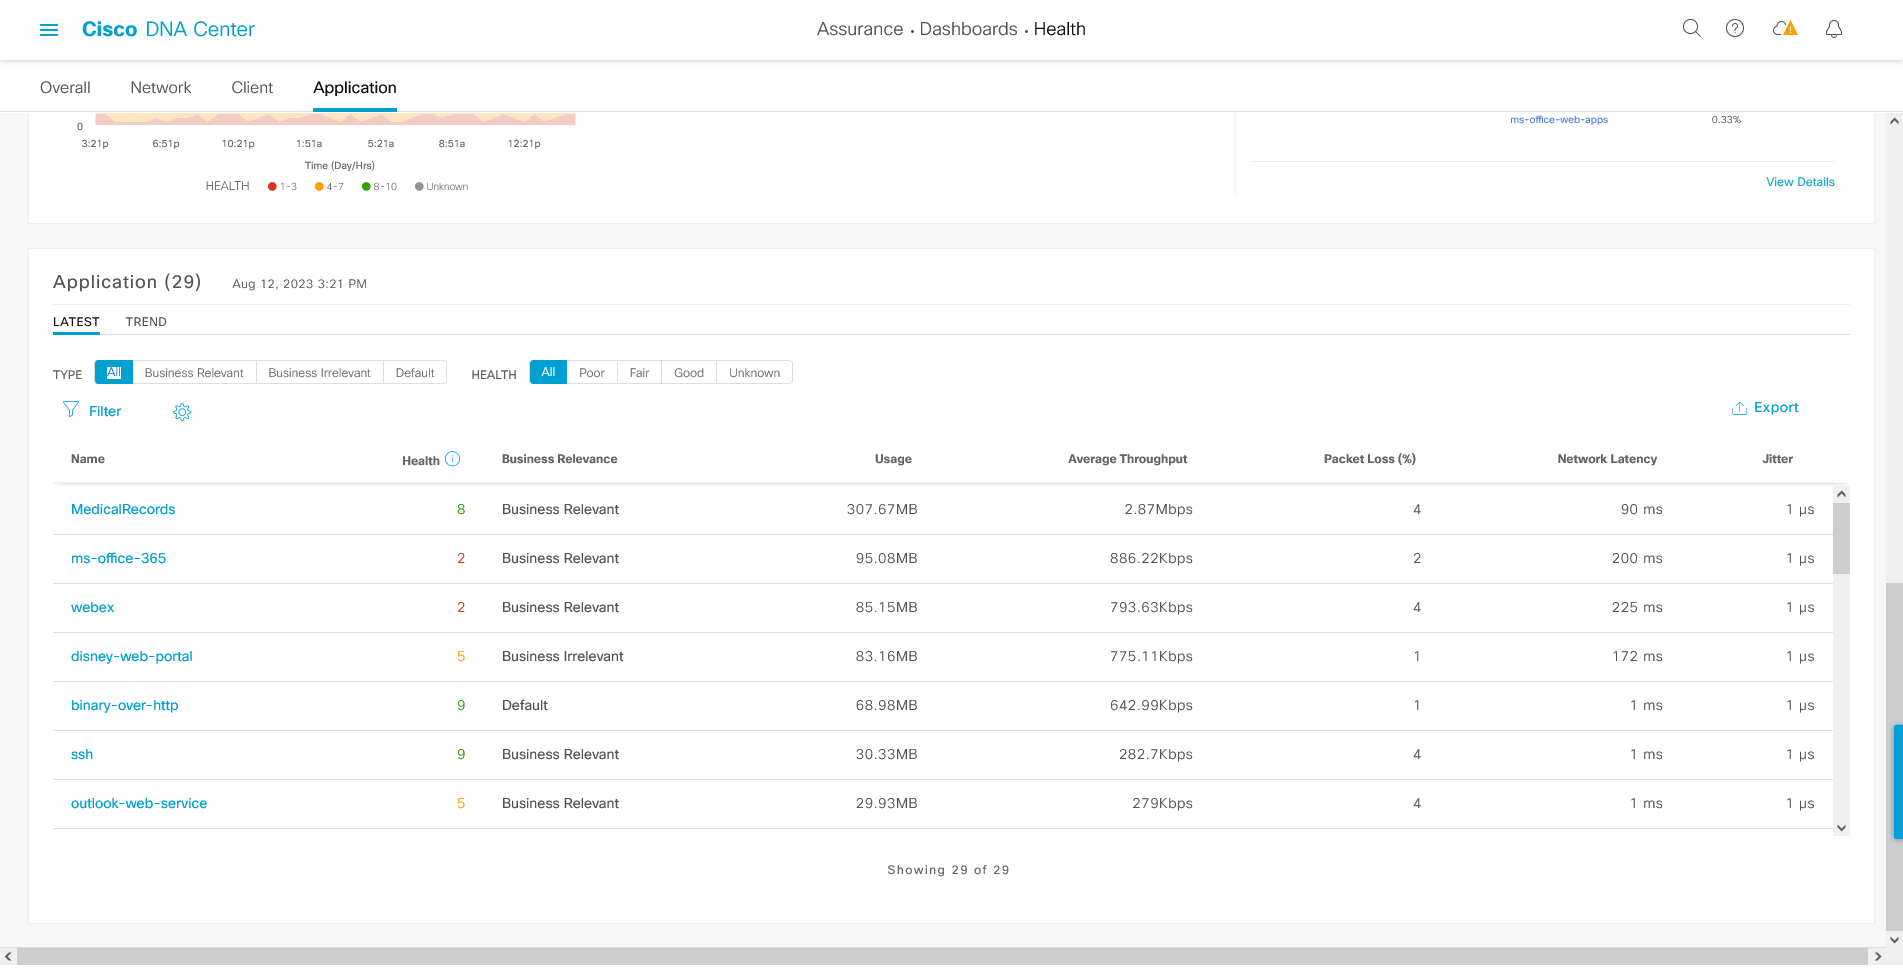 Cisco DNA Center
Assurance · Dashboards · Health
Overall Network Client Application
0
3:21p 6:51p 10:21p 1:51a 5:21a 8:51a 12:21p
Time (Day/Hrs)
HEALTH 1-3 4-7 8-10 Unknown
ms-office-web-apps 0.33%
View Details
Application (29) Aug 12, 2023 3:21 PM
LATEST TREND
TYPE All Business Relevant Business Irrelevant Default HEALTH All Poor Fair Good Unknown
Filter Export
Name Health Business Relevance Usage Average Throughput Packet Loss (%) Network Latency Jitter
MedicalRecords 8 Business Relevant 307.67MB 2.87Mbps 4 90 ms 1 µs
ms-office-365 2 Business Relevant 95.08MB 886.22Kbps 2 200 ms 1 µs
webex 2 Business Relevant 85.15MB 793.63Kbps 4 225 ms 1 µs
disney-web-portal 5 Business Irrelevant 83.16MB 775.11Kbps 1 172 ms 1 µs
binary-over-http 9 Default 68.98MB 642.99Kbps 1 1 ms 1 µs
ssh 9 Business Relevant 30.33MB 282.7Kbps 4 1 ms 1 µs
outlook-web-service 5 Business Relevant 29.93MB 279Kbps 4 1 ms 1 µs
Showing 29 of 29